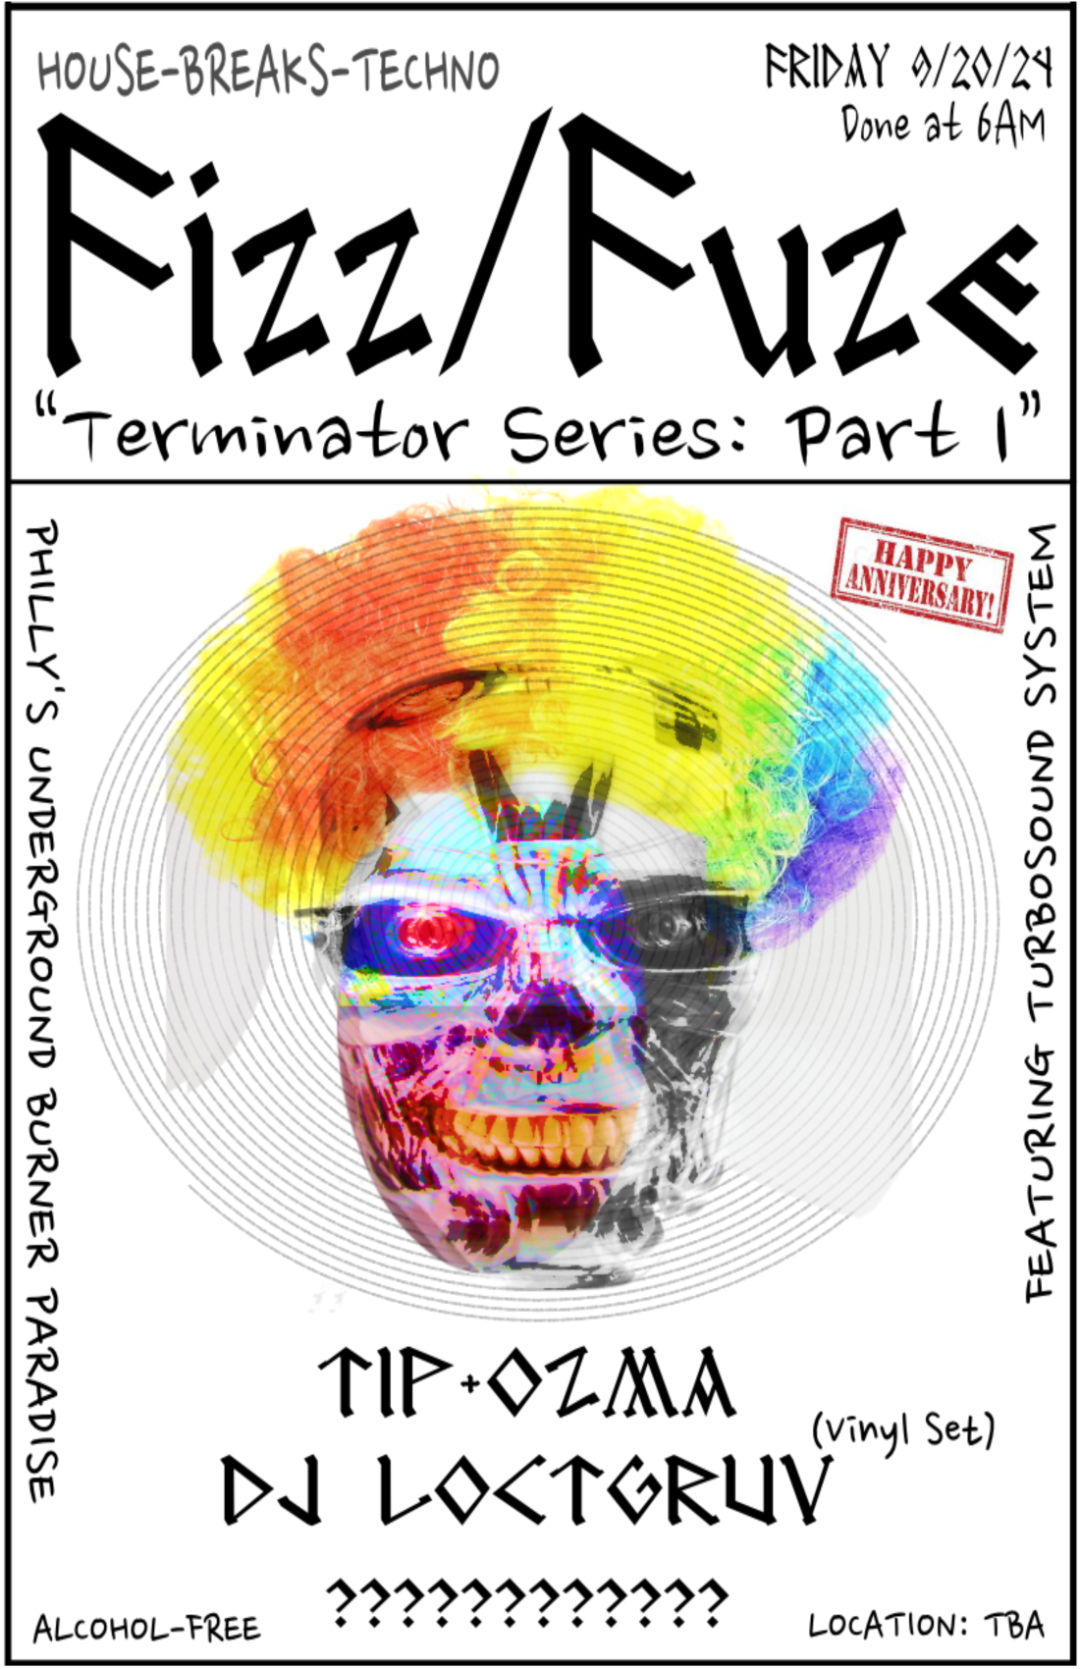 HOUSE-BREAKS-TECHNO
FRIDAY 9/20/24
Done at 6AM
Fizz/Fuze
“Terminator Series: Part 1”
PHILLY'S UNDERGROUND BURNER PARADISE
HAPPY
ANNIVERSARY!
FEATURING TURBOSOUND SYSTEM
TIP+OZMA
(Vinyl Set)
DJ LOCTGRUV
????????????
ALCOHOL-FREE
LOCATION: TBA